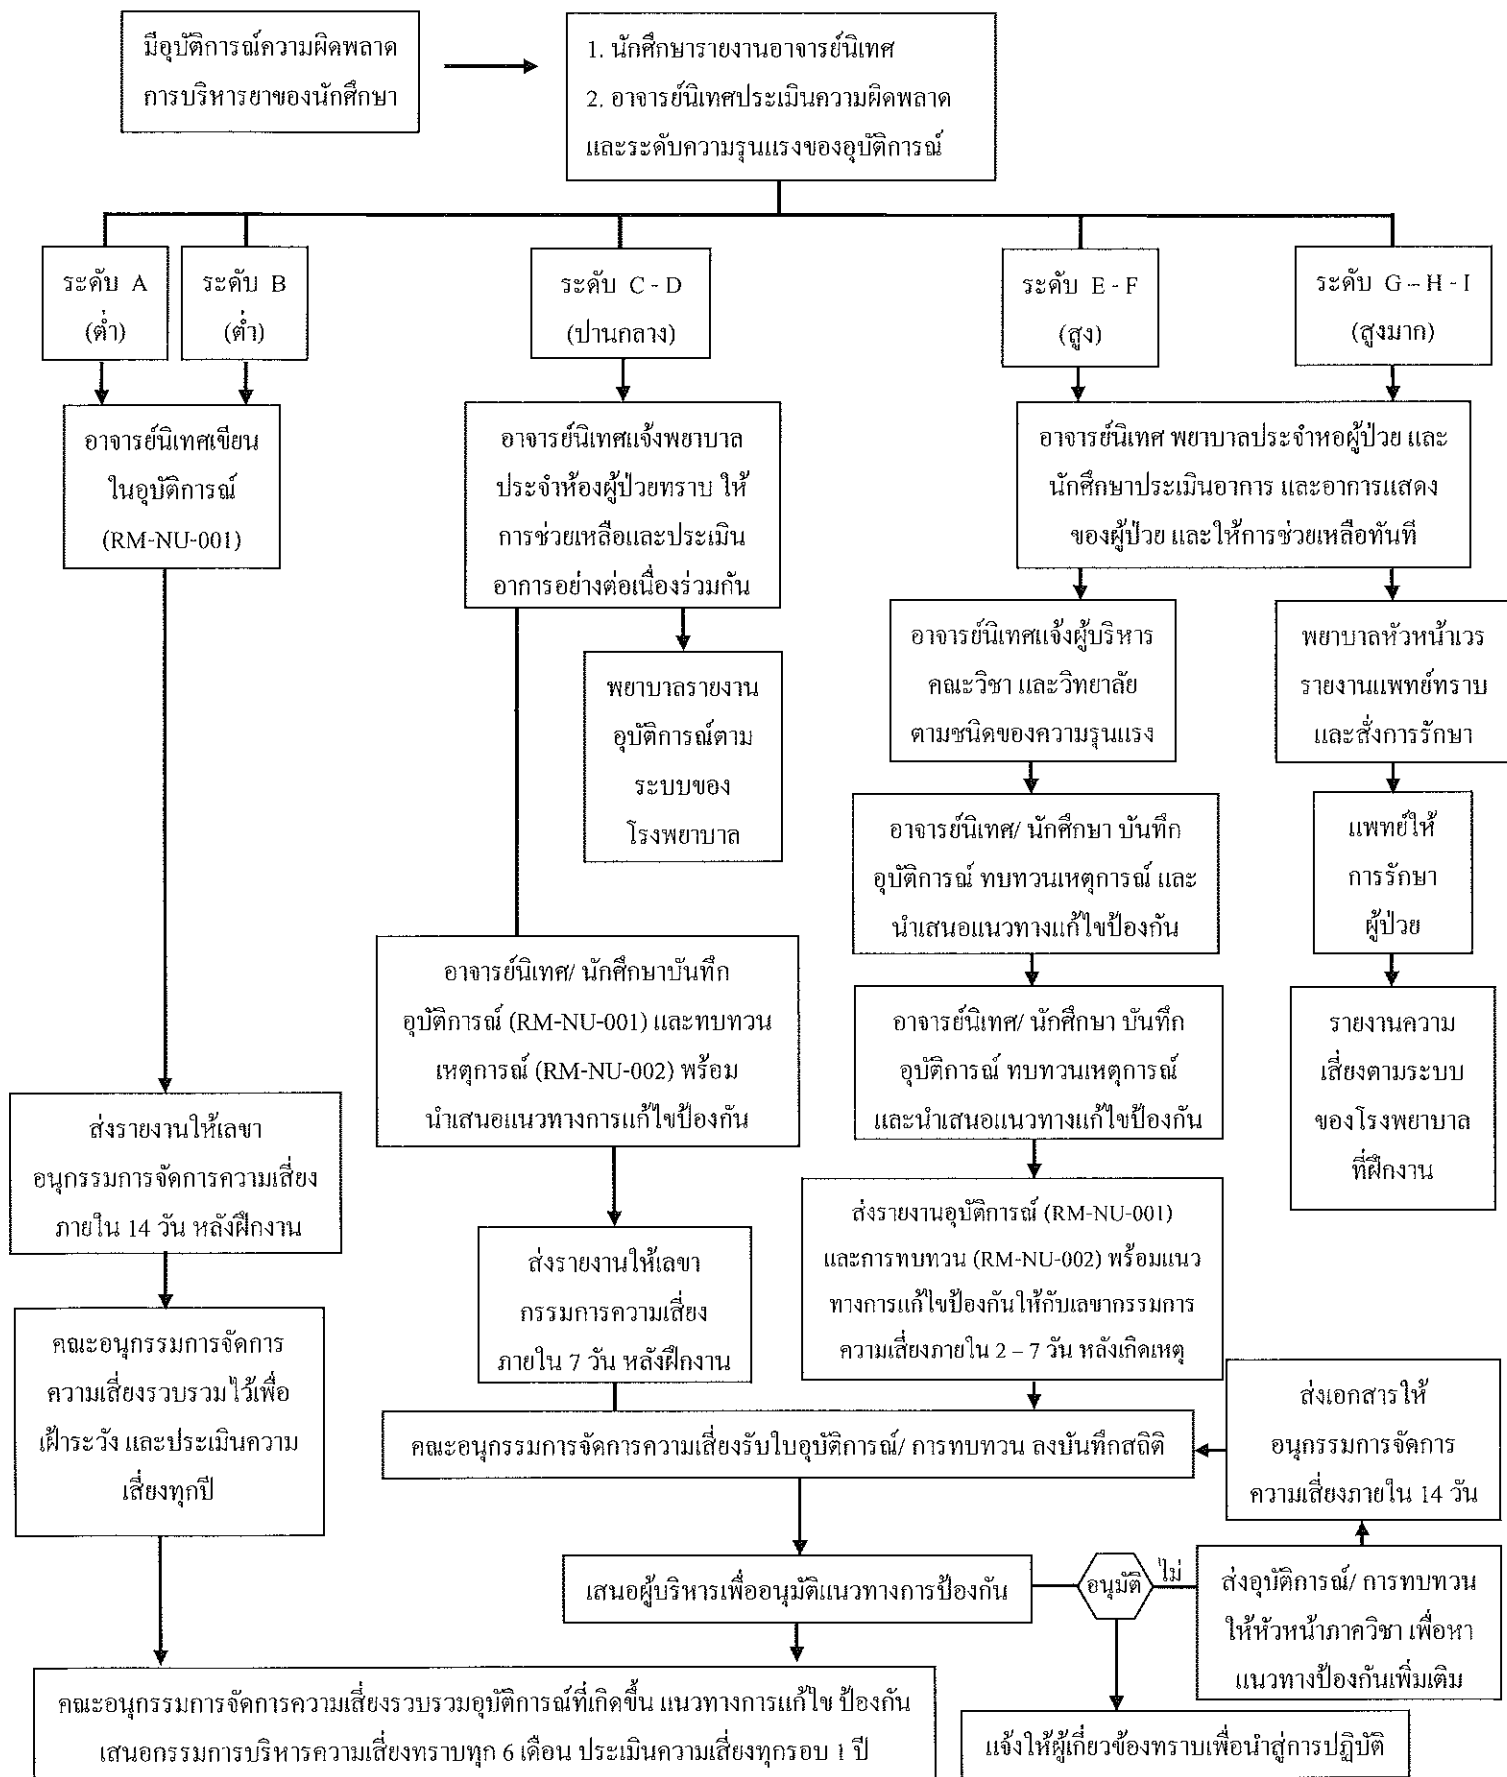 มีอุบัติการณ์ความผิดพลาด
การบริหารยาของนักศึกษา
1. นักศึกษารายงานอาจารย์นิเทศ
2. อาจารย์นิเทศประเมินความผิดพลาด
และระดับความรุนแรงของอุบัติการณ์
ระดับ A
(ต่ำ)
ระดับ B
(ต่ำ)
ระดับ C - D
(ปานกลาง)
ระดับ E - F
(สูง)
ระดับ G – H - I
(สูงมาก)
อาจารย์นิเทศเขียน
ในอุบัติการณ์
(RM-NU-001)
อาจารย์นิเทศแจ้งพยาบาล
ประจำห้องผู้ป่วยทราบ ให้
การช่วยเหลือและประเมิน
อาการอย่างต่อเนื่องร่วมกัน
อาจารย์นิเทศ พยาบาลประจำหอผู้ป่วย และ
นักศึกษาประเมินอาการ และอาการแสดง
ของผู้ป่วย และให้การช่วยเหลือทันที
พยาบาลรายงาน
อุบัติการณ์ตาม
ระบบของ
โรงพยาบาล
อาจารย์นิเทศแจ้งผู้บริหาร
คณะวิชา และวิทยาลัย
ตามชนิดของความรุนแรง
พยาบาลหัวหน้าเวร
รายงานแพทย์ทราบ
และสั่งการรักษา
อาจารย์นิเทศ/ นักศึกษา บันทึก
อุบัติการณ์ ทบทวนเหตุการณ์ และ
นำเสนอแนวทางแก้ไขป้องกัน
แพทย์ให้
การรักษา
ผู้ป่วย
อาจารย์นิเทศ/ นักศึกษาบันทึก
อุบัติการณ์ (RM-NU-001) และทบทวน
เหตุการณ์ (RM-NU-002) พร้อม
นำเสนอแนวทางการแก้ไขป้องกัน
อาจารย์นิเทศ/ นักศึกษา บันทึก
อุบัติการณ์ ทบทวนเหตุการณ์
และนำเสนอแนวทางแก้ไขป้องกัน
รายงานความ
เสี่ยงตามระบบ
ของโรงพยาบาล
ที่ฝึกงาน
ส่งรายงานให้เลขา
อนุกรรมการจัดการความเสี่ยง
ภายใน 14 วัน หลังฝึกงาน
ส่งรายงานให้เลขา
กรรมการความเสี่ยง
ภายใน 7 วัน หลังฝึกงาน
ส่งรายงานอุบัติการณ์ (RM-NU-001)
และการทบทวน (RM-NU-002) พร้อมแนว
ทางการแก้ไขป้องกันให้กับเลขากรรมการ
ความเสี่ยงภายใน 2 – 7 วัน หลังเกิดเหตุ
คณะอนุกรรมการจัดการ
ความเสี่ยงรวบรวมไว้เพื่อ
เฝ้าระวัง และประเมินความ
เสี่ยงทุกปี
คณะอนุกรรมการจัดการความเสี่ยงรับใบอุบัติการณ์/ การทบทวน ลงบันทึกสถิติ
ส่งเอกสารให้
อนุกรรมการจัดการ
ความเสี่ยงภายใน 14 วัน
เสนอผู้บริหารเพื่ออนุมัติแนวทางการป้องกัน
อนุมัติ
ไม่
ส่งอุบัติการณ์/ การทบทวน
ให้หัวหน้าภาควิชา เพื่อหา
แนวทางป้องกันเพิ่มเติม
คณะอนุกรรมการจัดการความเสี่ยงรวบรวมอุบัติการณ์ที่เกิดขึ้น แนวทางการแก้ไข ป้องกัน
เสนอกรรมการบริหารความเสี่ยงทราบทุก 6 เดือน ประเมินความเสี่ยงทุกรอบ 1 ปี
แจ้งให้ผู้เกี่ยวข้องทราบเพื่อนำสู่การปฏิบัติ